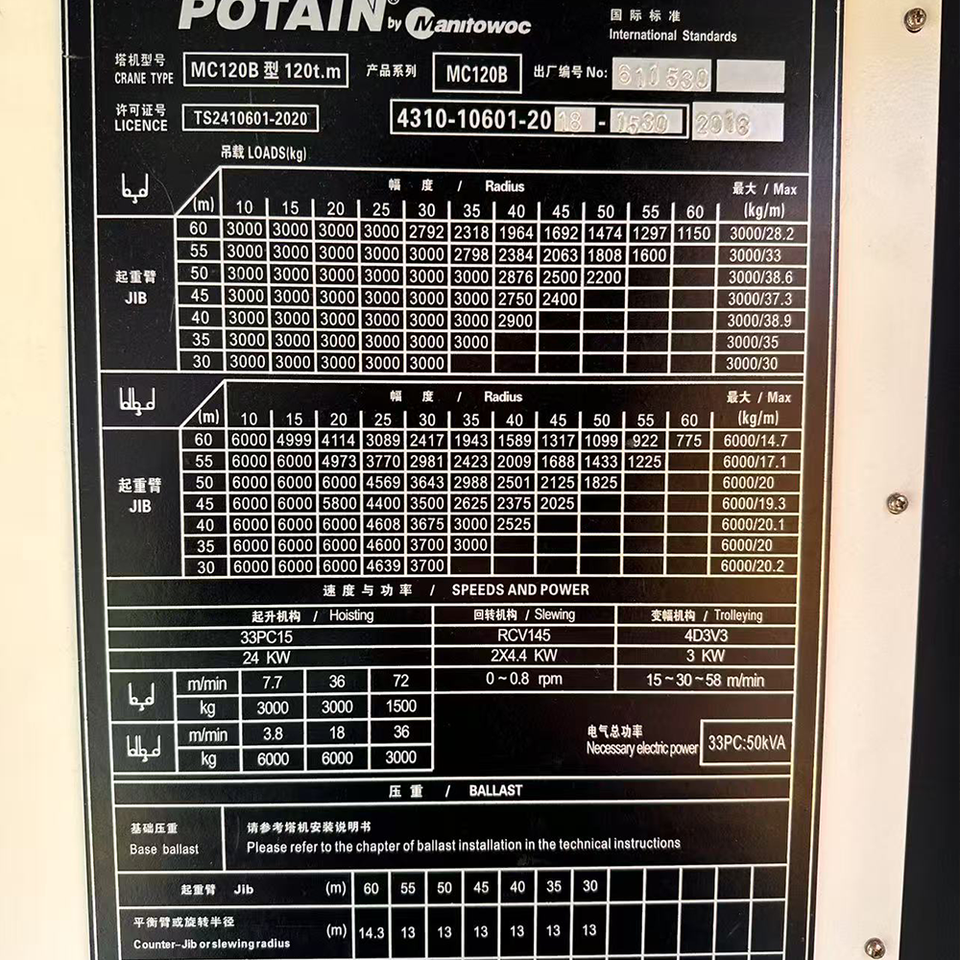 POTAIN® by Manitowoc
国际标准
International Standards
塔机型号 CRANE TYPE MC120B 型 120t.m 产品系列 MC120B 出厂编号 No: 611530
许可证号 LICENCE TS2410601-2020 4310-10601-2018-1530 2018
吊载 LOADS(kg)
幅 度 / Radius 最大 / Max
(m) 10 15 20 25 30 35 40 45 50 55 60 (kg/m)
起重臂 JIB
60 3000 3000 3000 3000 2792 2318 1964 1692 1474 1297 1150 3000/28.2
55 3000 3000 3000 3000 3000 2798 2384 2063 1808 1600 3000/33
50 3000 3000 3000 3000 3000 3000 2876 2500 2200 3000/38.6
45 3000 3000 3000 3000 3000 3000 2750 2400 3000/37.3
40 3000 3000 3000 3000 3000 3000 2900 3000/38.9
35 3000 3000 3000 3000 3000 3000 3000/35
30 3000 3000 3000 3000 3000 3000/30
幅 度 / Radius 最大 / Max
(m) 10 15 20 25 30 35 40 45 50 55 60 (kg/m)
起重臂 JIB
60 6000 4999 4114 3089 2417 1943 1589 1317 1099 922 775 6000/14.7
55 6000 6000 4973 3770 2981 2423 2009 1688 1433 1225 6000/17.1
50 6000 6000 6000 4569 3643 2988 2501 2125 1825 6000/20
45 6000 6000 5800 4400 3500 2625 2375 2025 6000/19.3
40 6000 6000 6000 4608 3675 3000 2525 6000/20.1
35 6000 6000 6000 4600 3700 3000 6000/20
30 6000 6000 6000 4639 3700 6000/20.2
速度与功率 / SPEEDS AND POWER
起升机构 / Hoisting 回转机构 / Slewing 变幅机构 / Trolleying
33PC15 RCV145 4D3V3
24 KW 2X4.4 KW 3 KW
m/min 7.7 36 72 0~0.8 rpm 15~30~58 m/min
kg 3000 3000 1500
m/min 3.8 18 36
kg 6000 6000 3000
电气总功率
Necessary electric power 33PC:50kVA
压 重 / BALLAST
基础压重 Base ballast
请参考塔机安装说明书
Please refer to the chapter of ballast installation in the technical instructions
起重臂 Jib (m) 60 55 50 45 40 35 30
平衡臂或旋转半径
Counter-Jib or slewing radius (m) 14.3 13 13 13 13 13 13